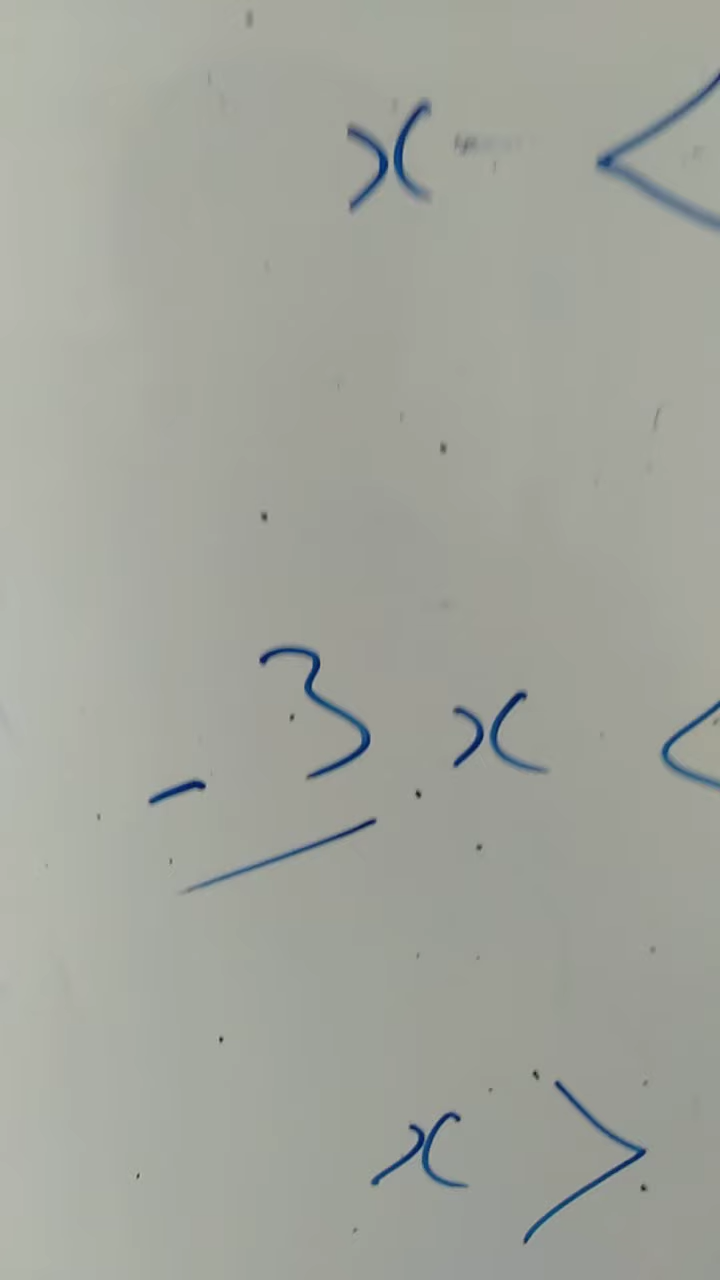 x <
-3x <
x >